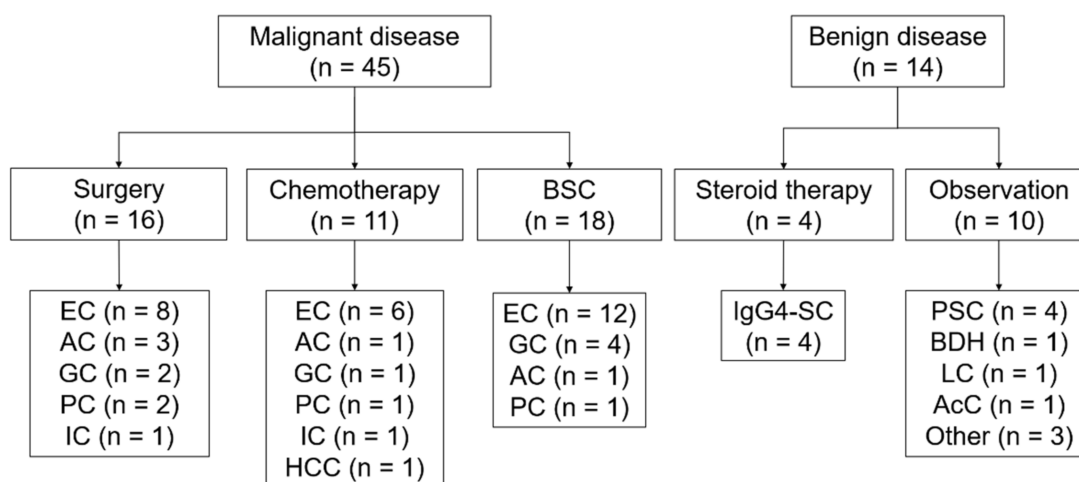 Malignant disease
(n = 45)
Benign disease
(n = 14)
Surgery
(n = 16)
Chemotherapy
(n = 11)
BSC
(n = 18)
Steroid therapy
(n = 4)
Observation
(n = 10)
EC (n = 8)
AC (n = 3)
GC (n = 2)
PC (n = 2)
IC (n = 1)
EC (n = 6)
AC (n = 1)
GC (n = 1)
PC (n = 1)
IC (n = 1)
HCC (n = 1)
EC (n = 12)
GC (n = 4)
AC (n = 1)
PC (n = 1)
IgG4-SC
(n = 4)
PSC (n = 4)
BDH (n = 1)
LC (n = 1)
AcC (n = 1)
Other (n = 3)